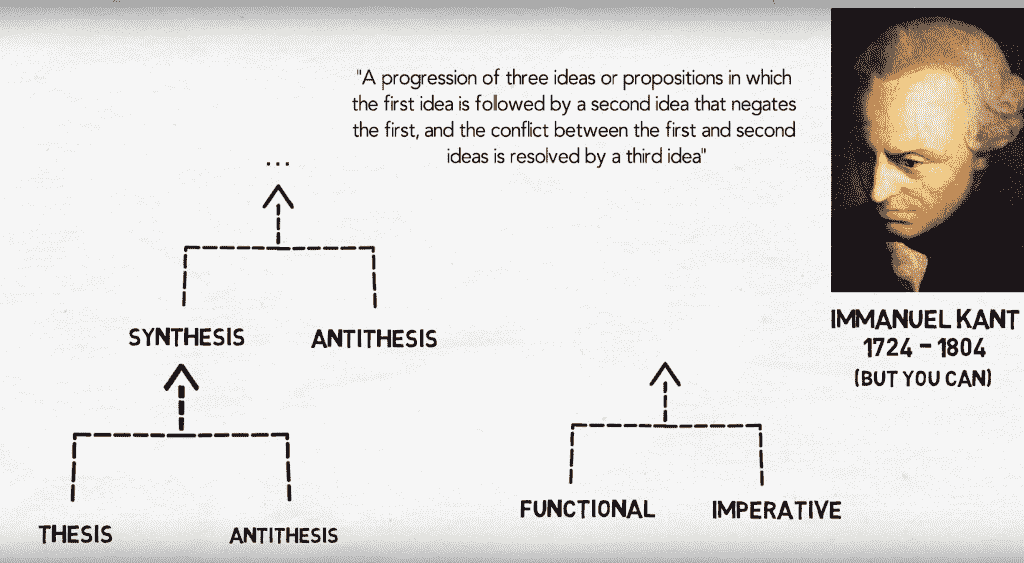 "A progression of three ideas or propositions in which
the first idea is followed by a second idea that negates
the first, and the conflict between the first and second
ideas is resolved by a third idea"
...
SYNTHESIS
ANTITHESIS
THESIS
ANTITHESIS
FUNCTIONAL
IMPERATIVE
IMMANUEL KANT
1724 - 1804
(BUT YOU CAN)